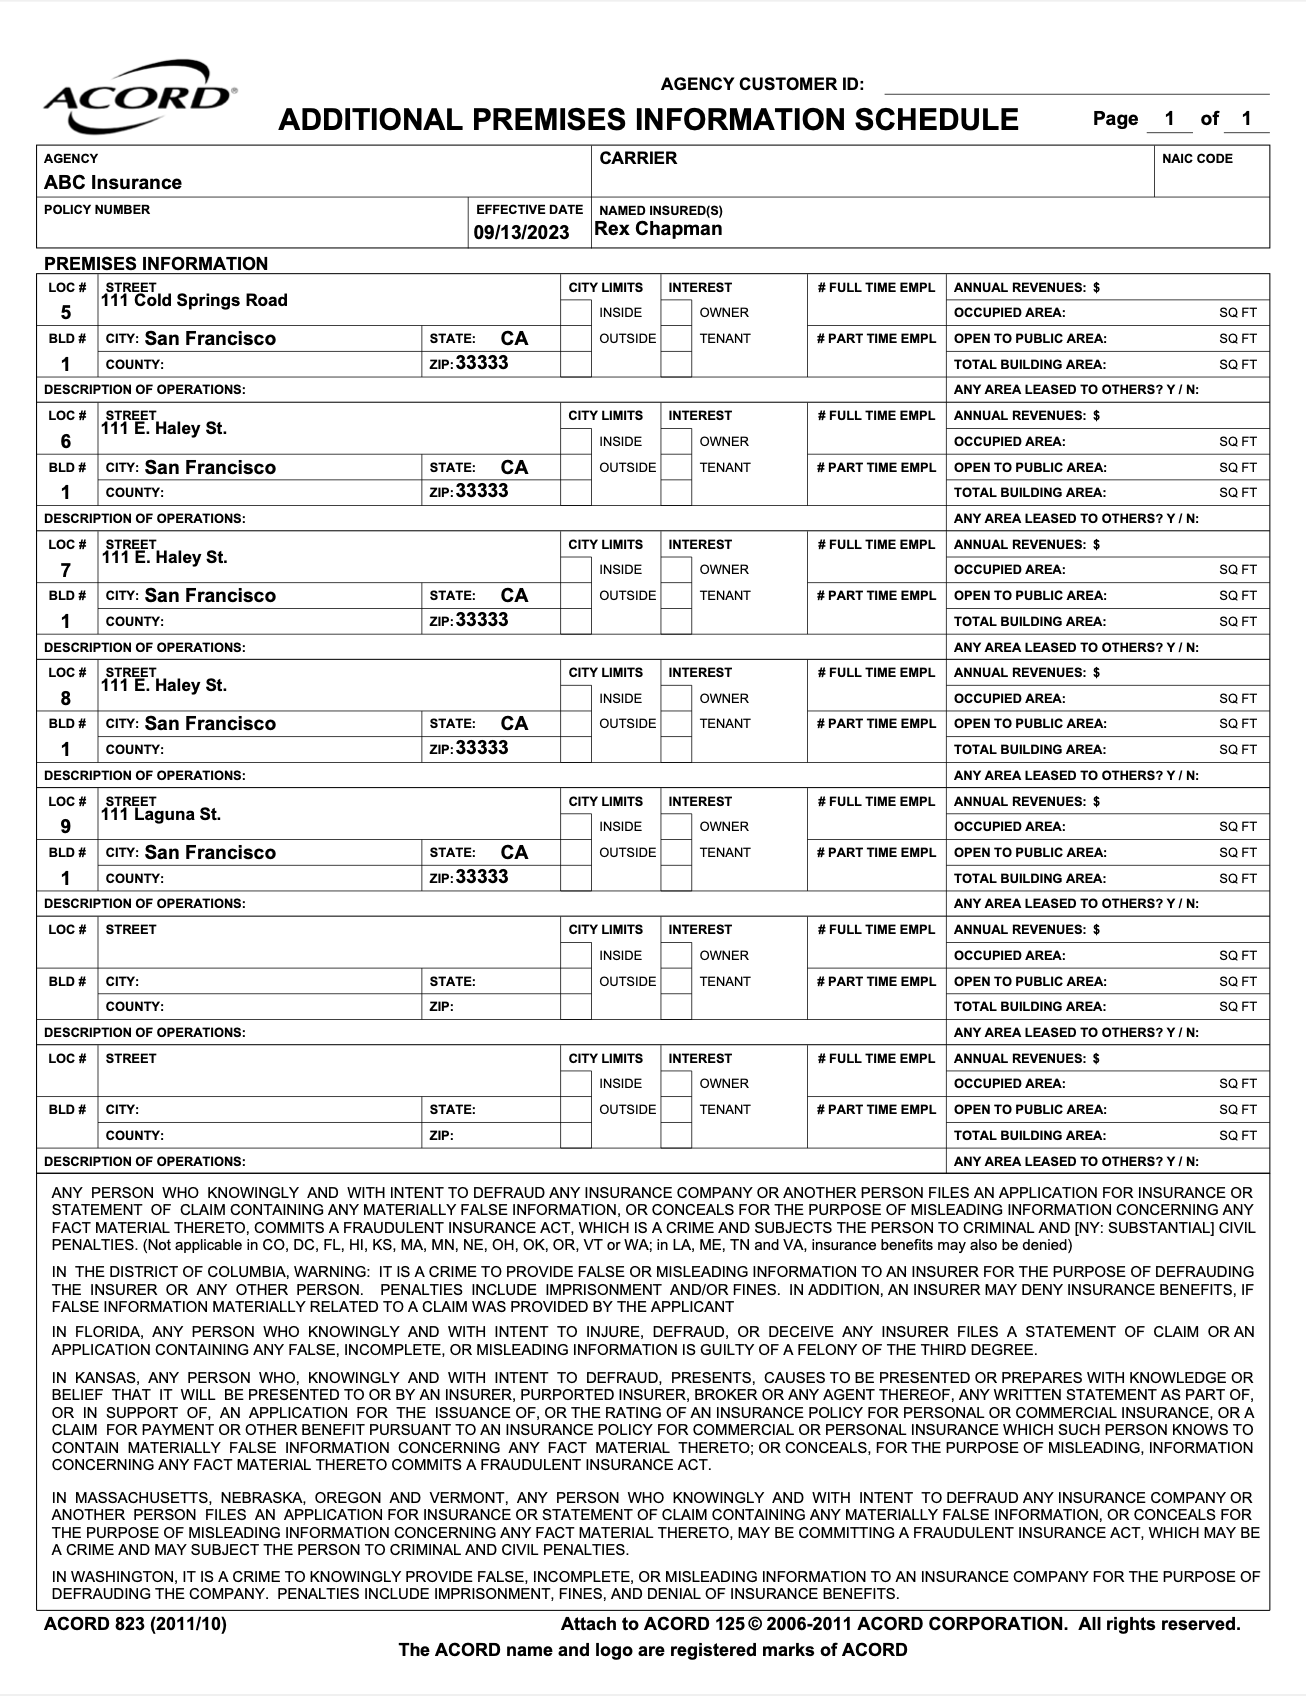 ACORD®
AGENCY CUSTOMER ID:
ADDITIONAL PREMISES INFORMATION SCHEDULE Page 1 of 1
AGENCY CARRIER NAIC CODE
ABC Insurance
POLICY NUMBER EFFECTIVE DATE NAMED INSURED(S)
09/13/2023 Rex Chapman
PREMISES INFORMATION
LOC # STREET CITY LIMITS INTEREST # FULL TIME EMPL ANNUAL REVENUES: $
111 Cold Springs Road
5 INSIDE OWNER OCCUPIED AREA: SQ FT
BLD # CITY: San Francisco STATE: CA OUTSIDE TENANT # PART TIME EMPL OPEN TO PUBLIC AREA: SQ FT
1 COUNTY: ZIP: 33333 TOTAL BUILDING AREA: SQ FT
DESCRIPTION OF OPERATIONS: ANY AREA LEASED TO OTHERS? Y / N:
LOC # STREET CITY LIMITS INTEREST # FULL TIME EMPL ANNUAL REVENUES: $
111 E. Haley St.
6 INSIDE OWNER OCCUPIED AREA: SQ FT
BLD # CITY: San Francisco STATE: CA OUTSIDE TENANT # PART TIME EMPL OPEN TO PUBLIC AREA: SQ FT
1 COUNTY: ZIP: 33333 TOTAL BUILDING AREA: SQ FT
DESCRIPTION OF OPERATIONS: ANY AREA LEASED TO OTHERS? Y / N:
LOC # STREET CITY LIMITS INTEREST # FULL TIME EMPL ANNUAL REVENUES: $
111 E. Haley St.
7 INSIDE OWNER OCCUPIED AREA: SQ FT
BLD # CITY: San Francisco STATE: CA OUTSIDE TENANT # PART TIME EMPL OPEN TO PUBLIC AREA: SQ FT
1 COUNTY: ZIP: 33333 TOTAL BUILDING AREA: SQ FT
DESCRIPTION OF OPERATIONS: ANY AREA LEASED TO OTHERS? Y / N:
LOC # STREET CITY LIMITS INTEREST # FULL TIME EMPL ANNUAL REVENUES: $
111 E. Haley St.
8 INSIDE OWNER OCCUPIED AREA: SQ FT
BLD # CITY: San Francisco STATE: CA OUTSIDE TENANT # PART TIME EMPL OPEN TO PUBLIC AREA: SQ FT
1 COUNTY: ZIP: 33333 TOTAL BUILDING AREA: SQ FT
DESCRIPTION OF OPERATIONS: ANY AREA LEASED TO OTHERS? Y / N:
LOC # STREET CITY LIMITS INTEREST # FULL TIME EMPL ANNUAL REVENUES: $
111 Laguna St.
9 INSIDE OWNER OCCUPIED AREA: SQ FT
BLD # CITY: San Francisco STATE: CA OUTSIDE TENANT # PART TIME EMPL OPEN TO PUBLIC AREA: SQ FT
1 COUNTY: ZIP: 33333 TOTAL BUILDING AREA: SQ FT
DESCRIPTION OF OPERATIONS: ANY AREA LEASED TO OTHERS? Y / N:
LOC # STREET CITY LIMITS INTEREST # FULL TIME EMPL ANNUAL REVENUES: $
INSIDE OWNER OCCUPIED AREA: SQ FT
BLD # CITY: STATE: OUTSIDE TENANT # PART TIME EMPL OPEN TO PUBLIC AREA: SQ FT
COUNTY: ZIP: TOTAL BUILDING AREA: SQ FT
DESCRIPTION OF OPERATIONS: ANY AREA LEASED TO OTHERS? Y / N:
LOC # STREET CITY LIMITS INTEREST # FULL TIME EMPL ANNUAL REVENUES: $
INSIDE OWNER OCCUPIED AREA: SQ FT
BLD # CITY: STATE: OUTSIDE TENANT # PART TIME EMPL OPEN TO PUBLIC AREA: SQ FT
COUNTY: ZIP: TOTAL BUILDING AREA: SQ FT
DESCRIPTION OF OPERATIONS: ANY AREA LEASED TO OTHERS? Y / N:
ANY PERSON WHO KNOWINGLY AND WITH INTENT TO DEFRAUD ANY INSURANCE COMPANY OR ANOTHER PERSON FILES AN APPLICATION FOR INSURANCE OR
STATEMENT OF CLAIM CONTAINING ANY MATERIALLY FALSE INFORMATION, OR CONCEALS FOR THE PURPOSE OF MISLEADING INFORMATION CONCERNING ANY
FACT MATERIAL THERETO, COMMITS A FRAUDULENT INSURANCE ACT, WHICH IS A CRIME AND SUBJECTS THE PERSON TO CRIMINAL AND [NY: SUBSTANTIAL] CIVIL
PENALTIES. (Not applicable in CO, DC, FL, HI, KS, MA, MN, NE, OH, OK, OR, VT or WA; in LA, ME, TN and VA, insurance benefits may also be denied)
IN THE DISTRICT OF COLUMBIA, WARNING: IT IS A CRIME TO PROVIDE FALSE OR MISLEADING INFORMATION TO AN INSURER FOR THE PURPOSE OF DEFRAUDING
THE INSURER OR ANY OTHER PERSON. PENALTIES INCLUDE IMPRISONMENT AND/OR FINES. IN ADDITION, AN INSURER MAY DENY INSURANCE BENEFITS, IF
FALSE INFORMATION MATERIALLY RELATED TO A CLAIM WAS PROVIDED BY THE APPLICANT
IN FLORIDA, ANY PERSON WHO KNOWINGLY AND WITH INTENT TO INJURE, DEFRAUD, OR DECEIVE ANY INSURER FILES A STATEMENT OF CLAIM OR AN
APPLICATION CONTAINING ANY FALSE, INCOMPLETE, OR MISLEADING INFORMATION IS GUILTY OF A FELONY OF THE THIRD DEGREE.
IN KANSAS, ANY PERSON WHO, KNOWINGLY AND WITH INTENT TO DEFRAUD, PRESENTS, CAUSES TO BE PRESENTED OR PREPARES WITH KNOWLEDGE OR
BELIEF THAT IT WILL BE PRESENTED TO OR BY AN INSURER, PURPORTED INSURER, BROKER OR ANY AGENT THEREOF, ANY WRITTEN STATEMENT AS PART OF,
OR IN SUPPORT OF, AN APPLICATION FOR THE ISSUANCE OF, OR THE RATING OF AN INSURANCE POLICY FOR PERSONAL OR COMMERCIAL INSURANCE, OR A
CLAIM FOR PAYMENT OR OTHER BENEFIT PURSUANT TO AN INSURANCE POLICY FOR COMMERCIAL OR PERSONAL INSURANCE WHICH SUCH PERSON KNOWS TO
CONTAIN MATERIALLY FALSE INFORMATION CONCERNING ANY FACT MATERIAL THERETO; OR CONCEALS, FOR THE PURPOSE OF MISLEADING, INFORMATION
CONCERNING ANY FACT MATERIAL THERETO COMMITS A FRAUDULENT INSURANCE ACT.
IN MASSACHUSETTS, NEBRASKA, OREGON AND VERMONT, ANY PERSON WHO KNOWINGLY AND WITH INTENT TO DEFRAUD ANY INSURANCE COMPANY OR
ANOTHER PERSON FILES AN APPLICATION FOR INSURANCE OR STATEMENT OF CLAIM CONTAINING ANY MATERIALLY FALSE INFORMATION, OR CONCEALS FOR
THE PURPOSE OF MISLEADING INFORMATION CONCERNING ANY FACT MATERIAL THERETO, MAY BE COMMITTING A FRAUDULENT INSURANCE ACT, WHICH MAY BE
A CRIME AND MAY SUBJECT THE PERSON TO CRIMINAL AND CIVIL PENALTIES.
IN WASHINGTON, IT IS A CRIME TO KNOWINGLY PROVIDE FALSE, INCOMPLETE, OR MISLEADING INFORMATION TO AN INSURANCE COMPANY FOR THE PURPOSE OF
DEFRAUDING THE COMPANY. PENALTIES INCLUDE IMPRISONMENT, FINES, AND DENIAL OF INSURANCE BENEFITS.
ACORD 823 (2011/10) Attach to ACORD 125 © 2006-2011 ACORD CORPORATION. All rights reserved.
The ACORD name and logo are registered marks of ACORD